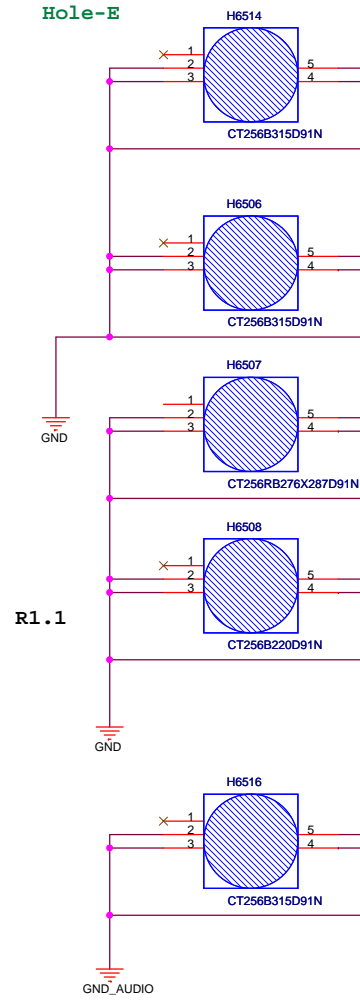 Hole-E
H6514
1
2
3
5
4
CT256B315D91N
H6506
1
2
3
5
4
CT256B315D91N
GND
H6507
1
2
3
5
4
CT256RB276X287D91N
H6508
1
2
3
5
4
CT256B220D91N
R1.1
GND
H6516
1
2
3
5
4
CT256B315D91N
GND_AUDIO